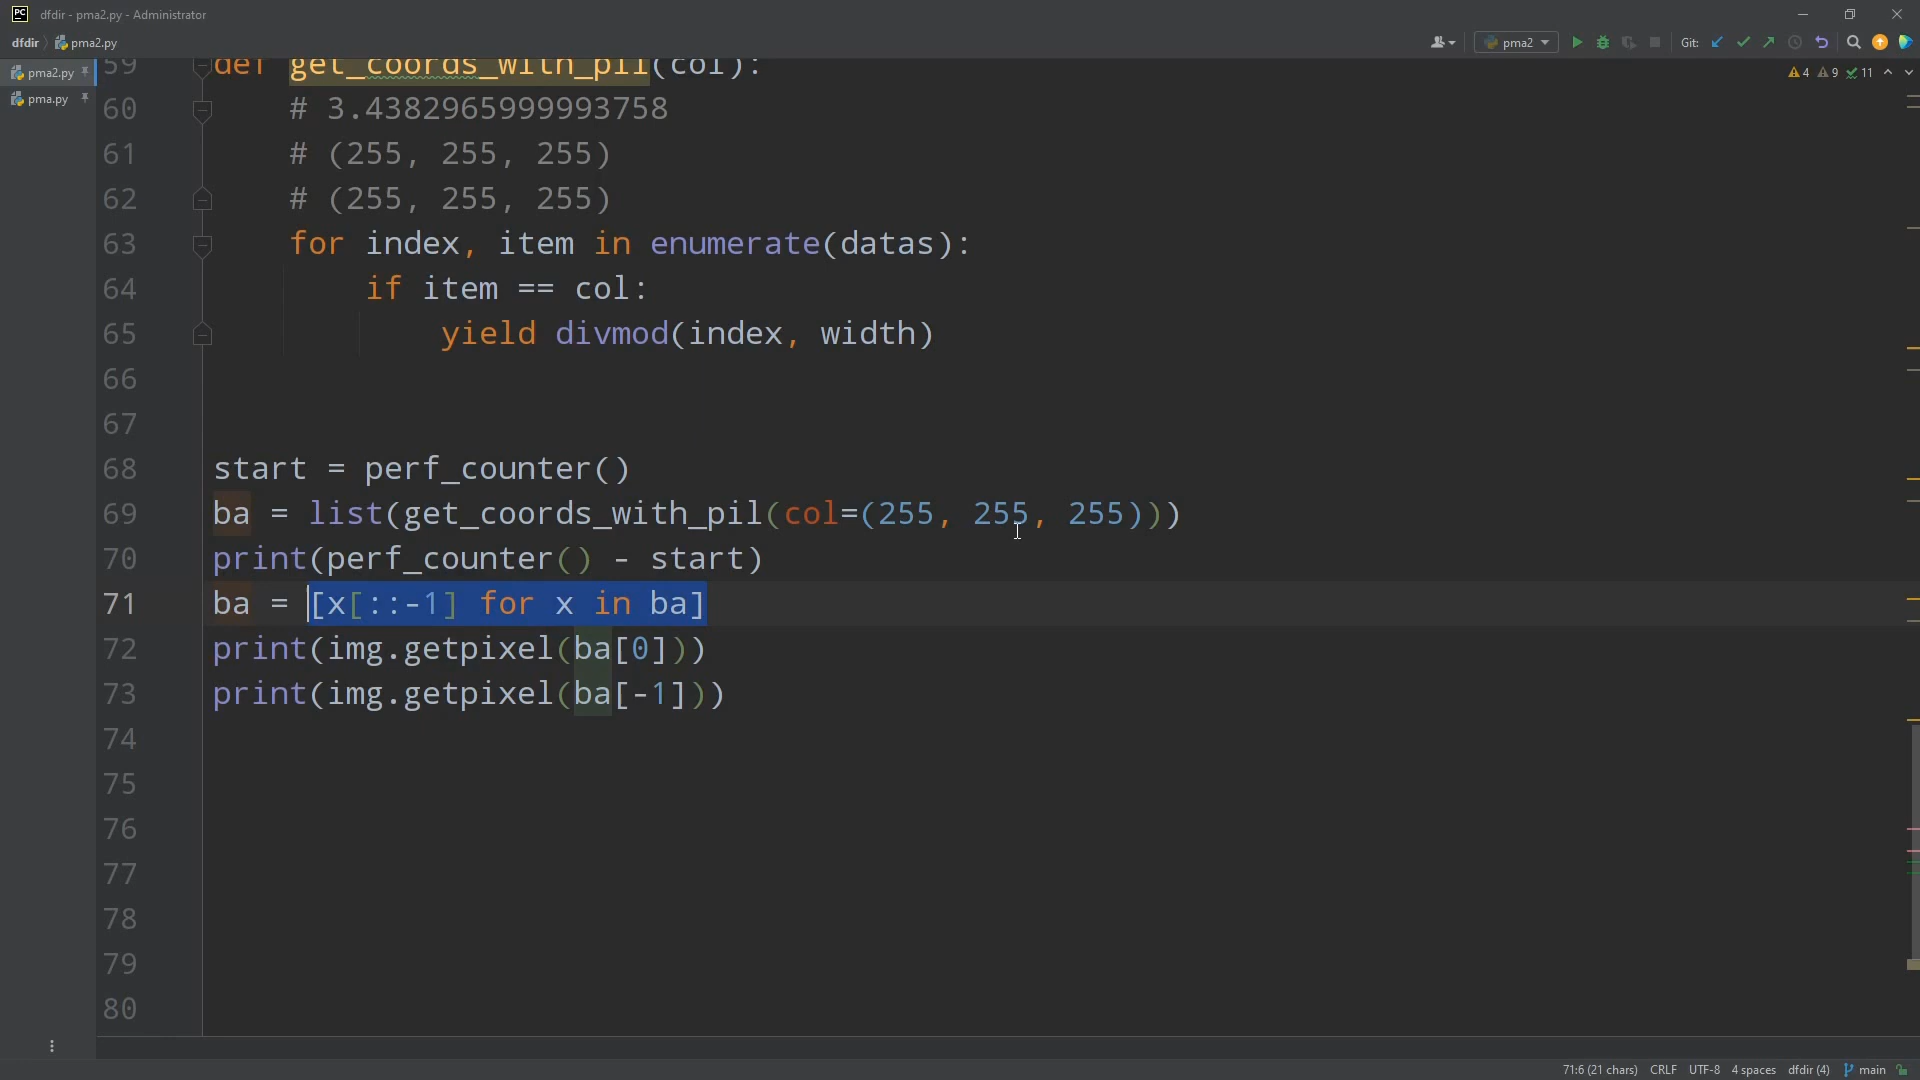 dfdir - pma2.py - Administrator
dfdir pma2.py
pma2 Git:
pma2.py
pma.py
4 9 11
59 def get_coords_with_pil(col):
60 # 3.4382965999993758
61 # (255, 255, 255)
62 # (255, 255, 255)
63 for index, item in enumerate(datas):
64 if item == col:
65 yield divmod(index, width)
66
67
68 start = perf_counter()
69 ba = list(get_coords_with_pil(col=(255, 255, 255)))
70 print(perf_counter() - start)
71 ba = [x[::-1] for x in ba]
72 print(img.getpixel(ba[0]))
73 print(img.getpixel(ba[-1]))
74
75
76
77
78
79
80
71:6 (21 chars) CRLF UTF-8 4 spaces dfdir (4) main